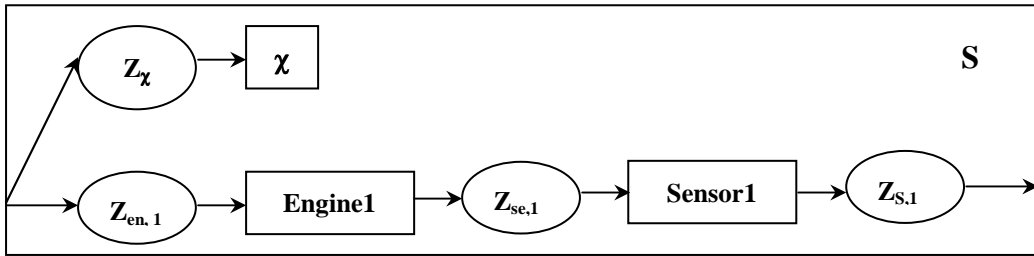 Zχ
χ
S
Zen, 1
Engine1
Zse,1
Sensor1
ZS,1